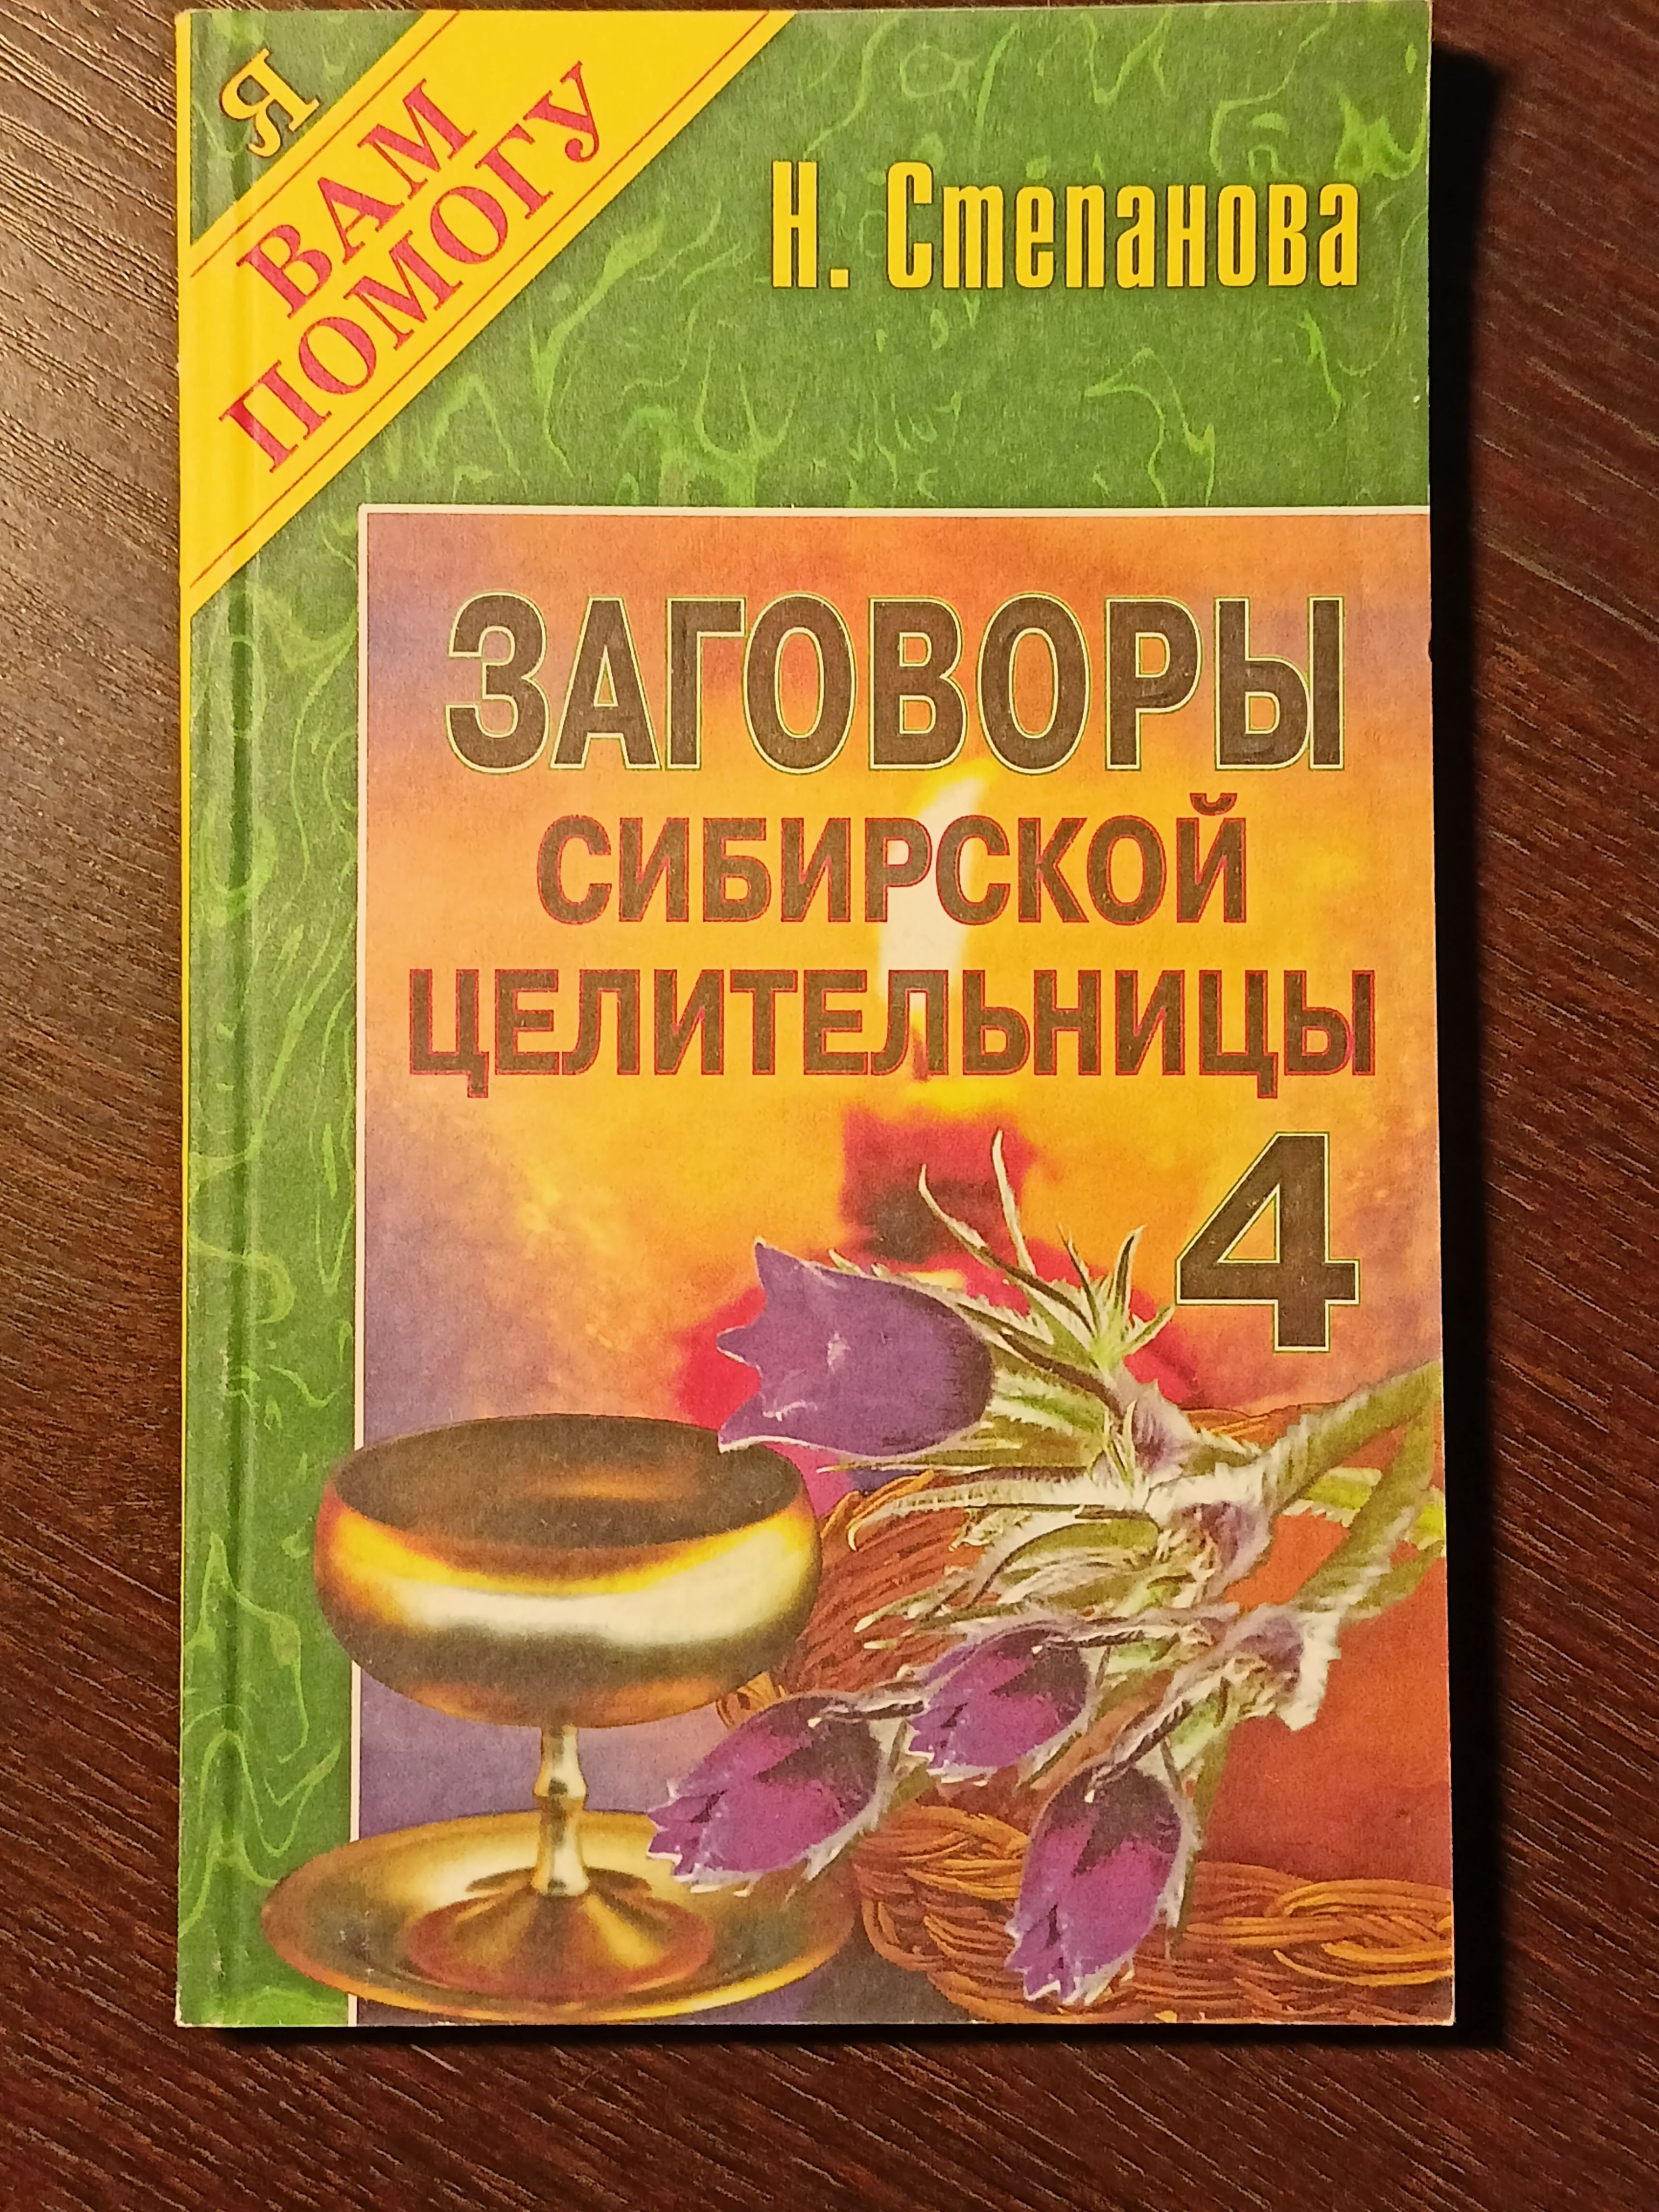 Я
ВАМ
ПОМОГУ
Н. Степанова
ЗАГОВОРЫ
СИБИРСКОЙ
ЦЕЛИТЕЛЬНИЦЫ
4